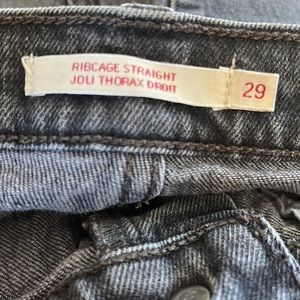 RIBCAGE STRAIGHT
JOLI THORAX DROIT
29